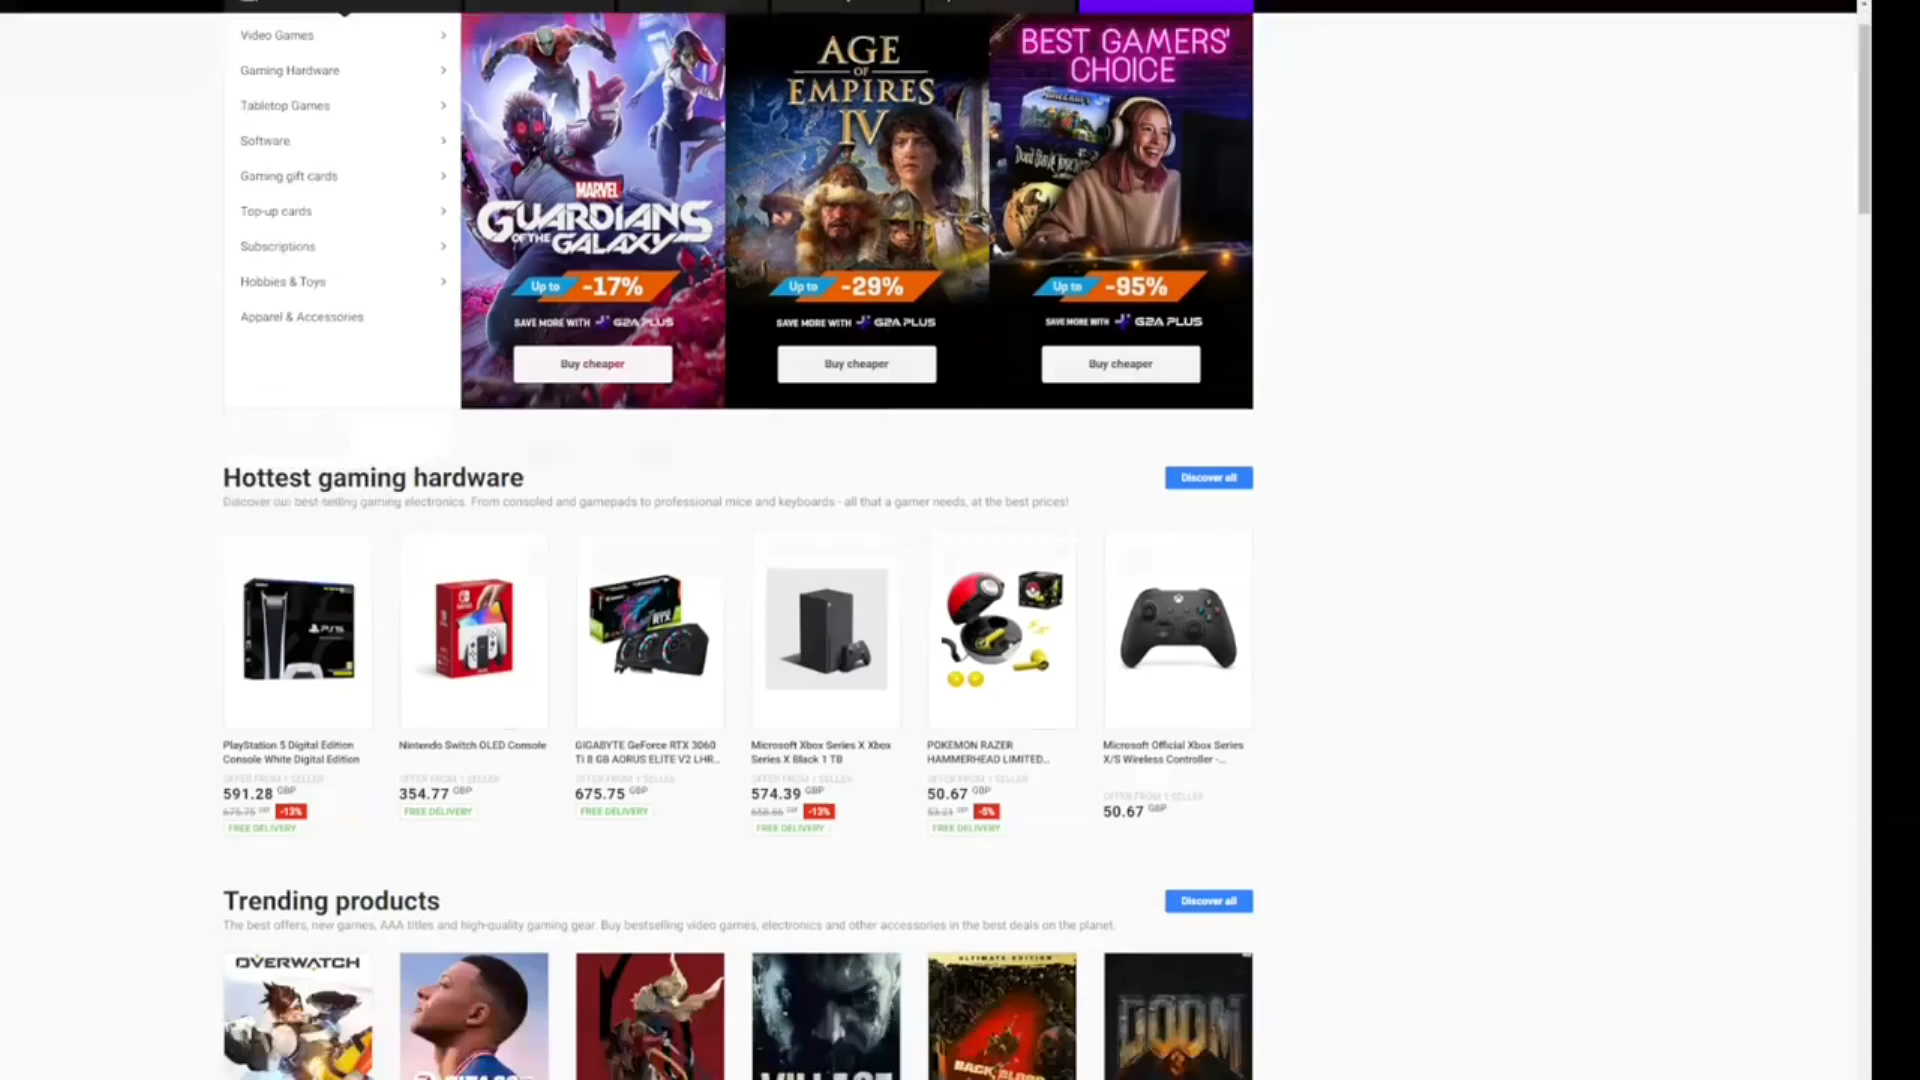 Video Games
Gaming Hardware
Tabletop Games
Software
Gaming gift cards
Top-up cards
Subscriptions
Hobbies & Toys
Apparel & Accessories
MARVEL
GUARDIANS
OF THE
GALAXY
Up to -17%
SAVE MORE WITH G2A PLUS
Buy cheaper
AGE
OF
EMPIRES
IV
Up to -29%
SAVE MORE WITH G2A PLUS
Buy cheaper
BEST GAMERS'
CHOICE
MINECRAFT
Up to -95%
SAVE MORE WITH G2A PLUS
Buy cheaper
Hottest gaming hardware
Discover all
Discover our best-selling gaming electronics. From consoled and gamepads to professional mice and keyboards - all that a gamer needs, at the best prices!
PS5
RTX
PlayStation 5 Digital Edition
Console White Digital Edition
OFFER FROM 1 SELLER
591.28 GBP
675.75 GBP -13%
FREE DELIVERY
Nintendo Switch OLED Console
OFFER FROM 1 SELLER
354.77 GBP
FREE DELIVERY
GIGABYTE GeForce RTX 3060
Ti 8 GB AORUS ELITE V2 LHR...
OFFER FROM 1 SELLER
675.75 GBP
FREE DELIVERY
Microsoft Xbox Series X Xbox
Series X Black 1 TB
OFFER FROM 1 SELLER
574.39 GBP
658.86 GBP -13%
FREE DELIVERY
POKEMON RAZER
HAMMERHEAD LIMITED...
OFFER FROM 1 SELLER
50.67 GBP
53.21 GBP -5%
FREE DELIVERY
Microsoft Official Xbox Series
X/S Wireless Controller -...
OFFER FROM 1 SELLER
50.67 GBP
Trending products
Discover all
The best offers, new games, AAA titles and high-quality gaming gear. Buy bestselling video games, electronics and other accessories in the best deals on the planet.
OVERWATCH
VILLAGE
ULTIMATE EDITION
BACK 4 BLOOD
DOOM